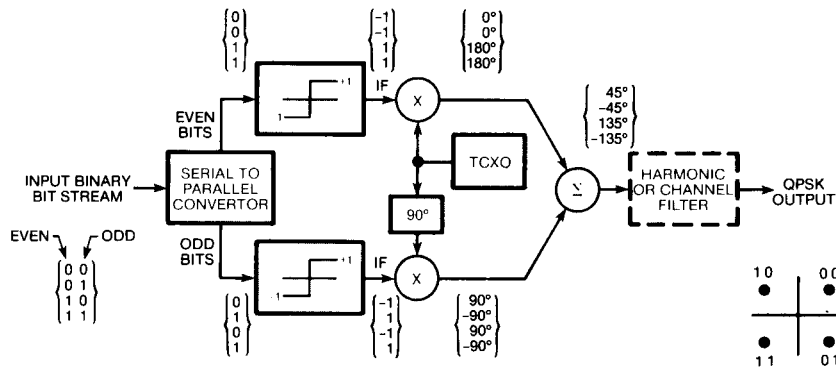 0
0
1
1
-1
-1
1
1
0°
0°
180°
180°
+1
-1
IF
X
EVEN
BITS
45°
-45°
135°
-135°
INPUT BINARY
BIT STREAM
SERIAL TO
PARALLEL
CONVERTOR
TCXO
Σ
HARMONIC
OR CHANNEL
FILTER
QPSK
OUTPUT
90°
EVEN ODD
0 0
0 1
1 0
1 1
ODD
BITS
+1
-1
IF
X
0
1
0
1
-1
1
-1
1
90°
-90°
90°
-90°
10 00
11 01